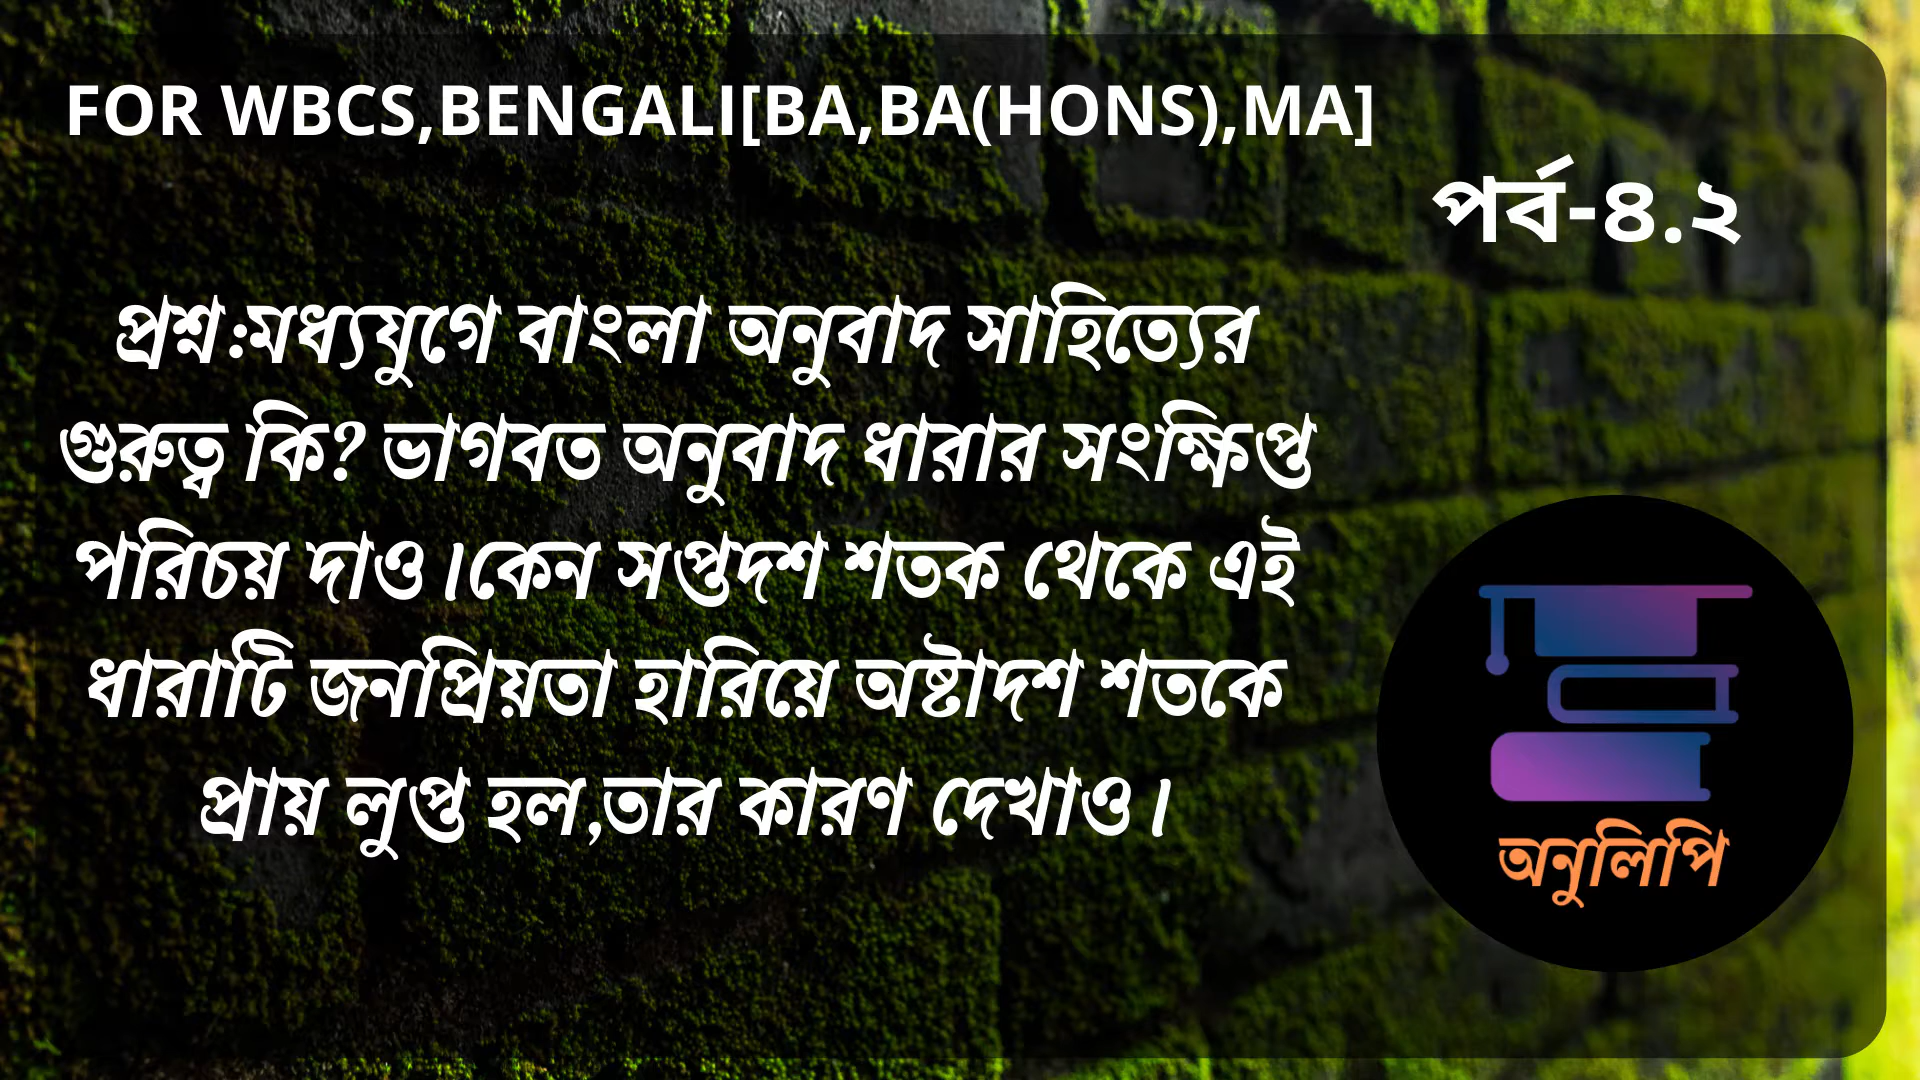 FOR WBCS,BENGALI[BA,BA(HONS),MA]
পর্ব-৪.২
প্রশ্ন:মধ্যযুগে বাংলা অনুবাদ সাহিত্যের
গুরুত্ব কি? ভাগবত অনুবাদ ধারার সংক্ষিপ্ত
পরিচয় দাও।কেন সপ্তদশ শতক থেকে এই
ধারাটি জনপ্রিয়তা হারিয়ে অষ্টাদশ শতকে
প্রায় লুপ্ত হল,তার কারণ দেখাও।
অনুলিপি